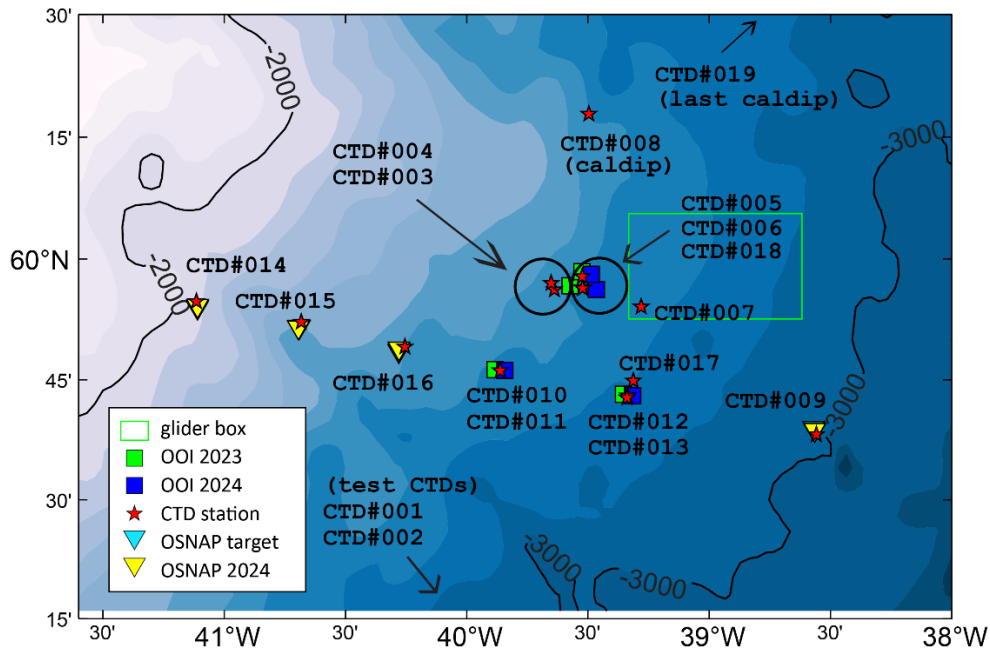 30'
15'
60°N
45'
30'
15'
30'
41°W
30'
40°W
30'
39°W
30'
38°W
-2000
-2000
-3000
-3000
-3000
-3000
CTD#019
(last caldip)
CTD#008
(caldip)
CTD#004
CTD#003
CTD#005
CTD#006
CTD#018
CTD#007
CTD#014
CTD#015
CTD#016
CTD#010
CTD#011
CTD#017
CTD#012
CTD#013
CTD#009
(test CTDs)
CTD#001
CTD#002
glider box
OOI 2023
OOI 2024
CTD station
OSNAP target
OSNAP 2024